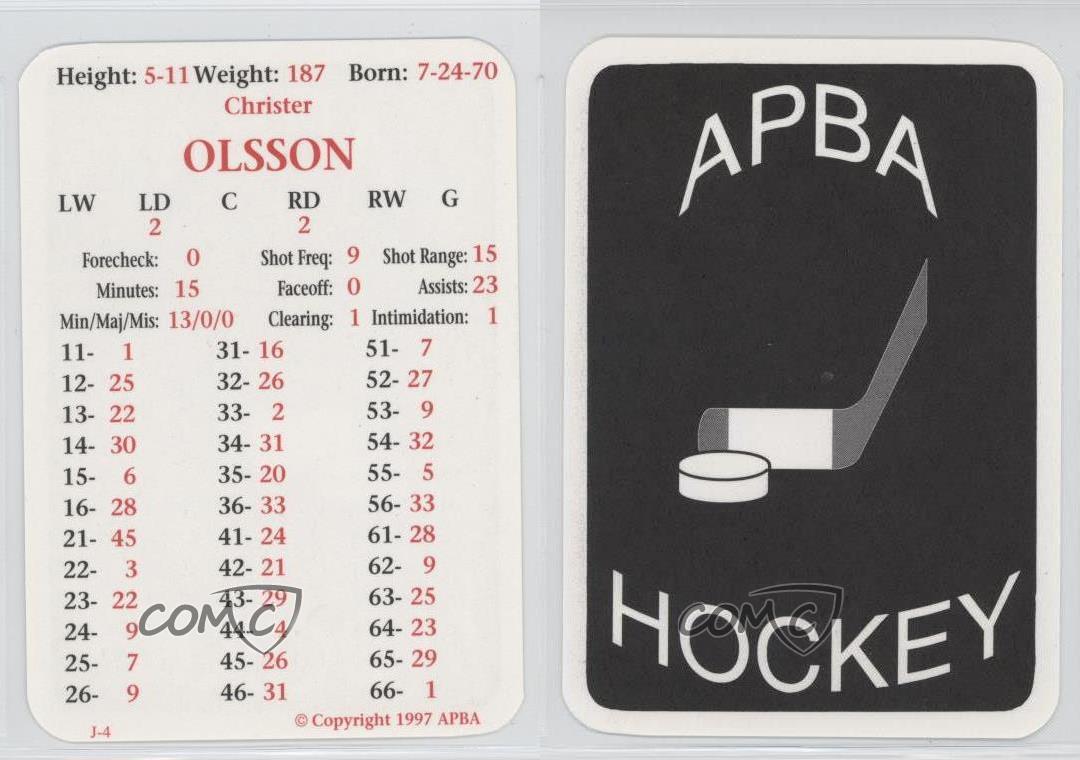 Height: 5-11 Weight: 187 Born: 7-24-70
Christer
OLSSON
LW LD C RD RW G
2 2
Forecheck: 0 Shot Freq: 9 Shot Range: 15
Minutes: 15 Faceoff: 0 Assists: 23
Min/Maj/Mis: 13/0/0 Clearing: 1 Intimidation: 1
11- 1 31- 16 51- 7
12- 25 32- 26 52- 27
13- 22 33- 2 53- 9
14- 30 34- 31 54- 32
15- 6 35- 20 55- 5
16- 28 36- 33 56- 33
21- 45 41- 24 61- 28
22- 3 42- 21 62- 9
23- 22 43- 29 63- 25
24- 9 44- 4 64- 23
25- 7 45- 26 65- 29
26- 9 46- 31 66- 1
J-4 © Copyright 1997 APBA
COMC
APBA
HOCKEY
COMC